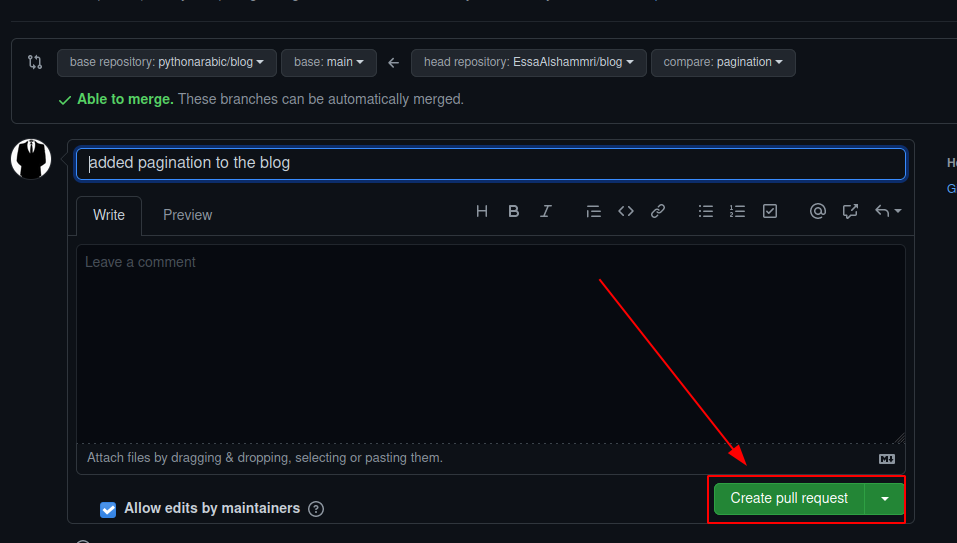 base repository: pythonarabic/blog base: main head repository: EssaAlshammri/blog compare: pagination
Able to merge. These branches can be automatically merged.
added pagination to the blog
Write Preview
Leave a comment
Attach files by dragging & dropping, selecting or pasting them.
Allow edits by maintainers
Create pull request